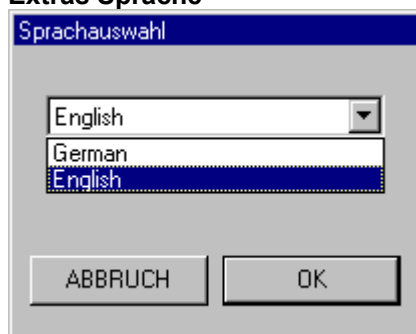 Extras Sprache
Sprachauswahl
English
German
English
ABBRUCH
OK